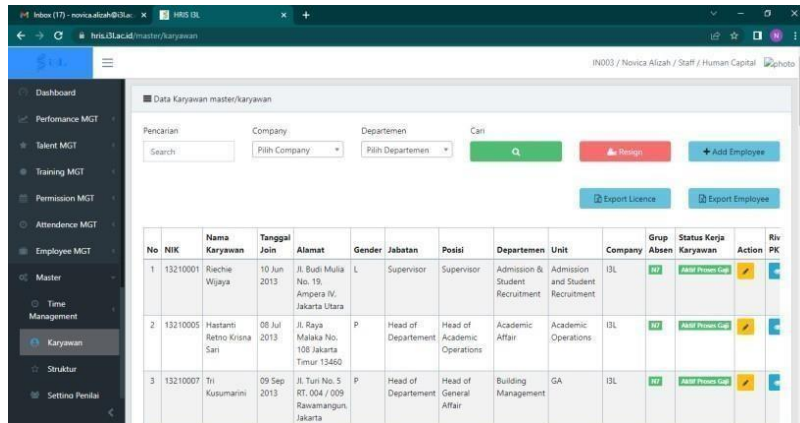 Inbox (17) - novica.alizah@i3l.ac
HRIS I3L
hris.i3l.ac.id/master/karyawan
IN003 / Novica Alizah / Staff / Human Capital
photo
Dashboard
Perfomance MGT
Talent MGT
Training MGT
Permission MGT
Attendence MGT
Employee MGT
Master
Time
Management
Karyawan
Struktur
Setting Penilai
Data Karyawan master/karyawan
Pencarian Company Departemen Cari
Search Pilih Company Pilih Departemen Resign + Add Employee
Export Licence Export Employee
No NIK Nama Karyawan Tanggal Join Alamat Gender Jabatan Posisi Departemen Unit Company Grup Absen Status Kerja Karyawan Action Riv PK
1 13210001 Riechie Wijaya 10 Jun 2013 Jl. Budi Mulia No. 19, Ampera IV, Jakarta Utara L Supervisor Supervisor Admission & Student Recruitment Admission and Student Recruitment I3L N7 Aktif Proses Gaji
2 13210005 Hastanti Retno Krisna Sari 08 Jul 2013 Jl. Raya Malaka No. 108 Jakarta Timur 13460 P Head of Departement Head of Academic Operations Academic Affair Academic Operations I3L N7 Aktif Proses Gaji
3 13210007 Tri Kusumarini 09 Sep 2013 Jl. Turi No. 5 RT. 004 / 009 Rawamangun, Jakarta P Head of Departement Head of General Affair Building Management GA I3L N7 Aktif Proses Gaji